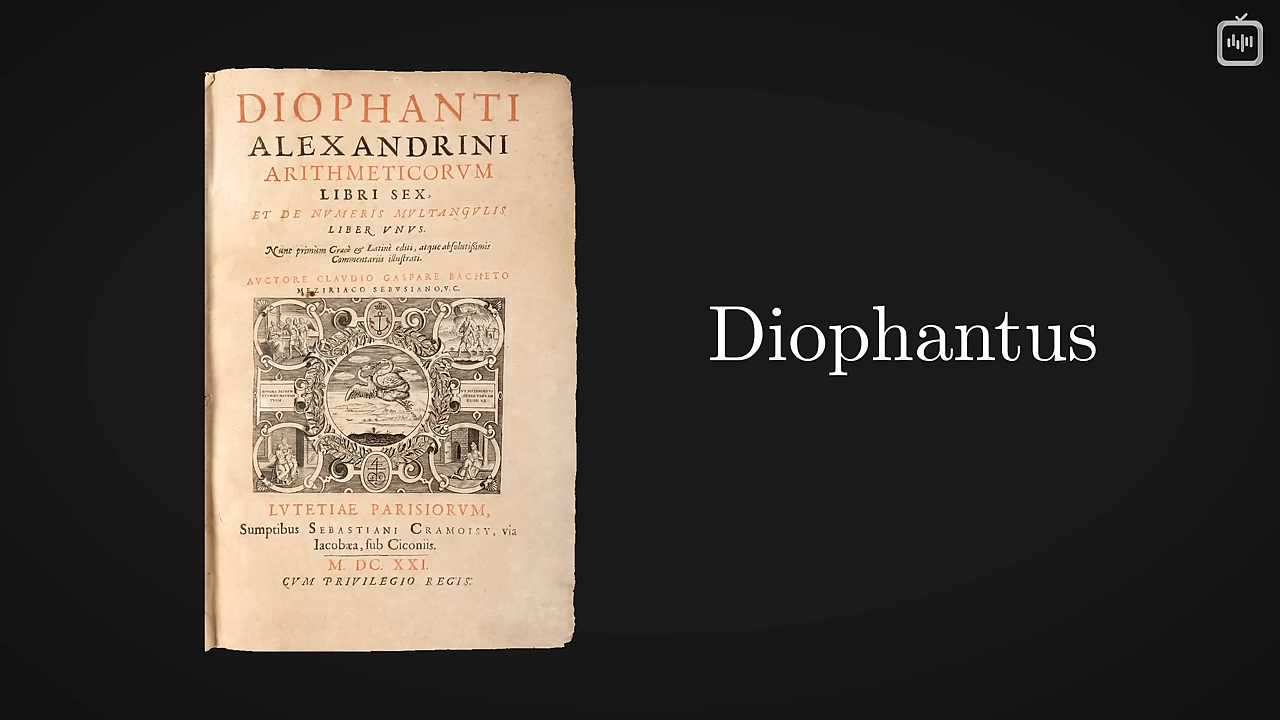 DIOPHANTI
ALEXANDRINI
ARITHMETICORVM
LIBRI SEX,
ET DE NVMERIS MVLTANGVLIS
LIBER VNVS.
Nunc primùm Græcè & Latinè editi, atque absolutißimis
Commentariis illustrati.
AVCTORE CLAVDIO GASPARE BACHETO
MEZIRIACO SEBVSIANO, V.C.
LVTETIAE PARISIORVM,
Sumptibus SEBASTIANI CRAMOISY, via
Iacobæa, sub Ciconiis.
M. DC. XXI.
CVM PRIVILEGIO REGIS.
Diophantus